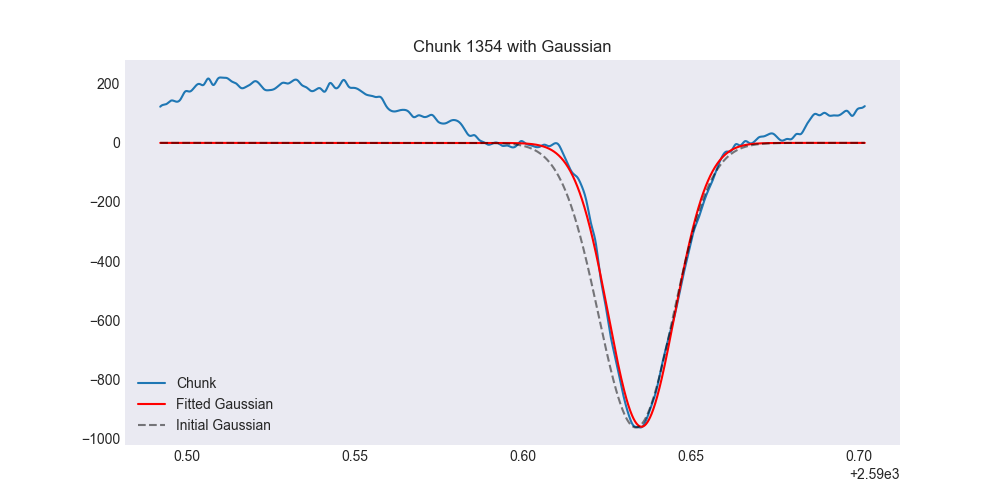 Chunk 1354 with Gaussian
200
0
−200
−400
−600
−800
−1000
Chunk
Fitted Gaussian
Initial Gaussian
0.50 0.55 0.60 0.65 0.70
+2.59e3